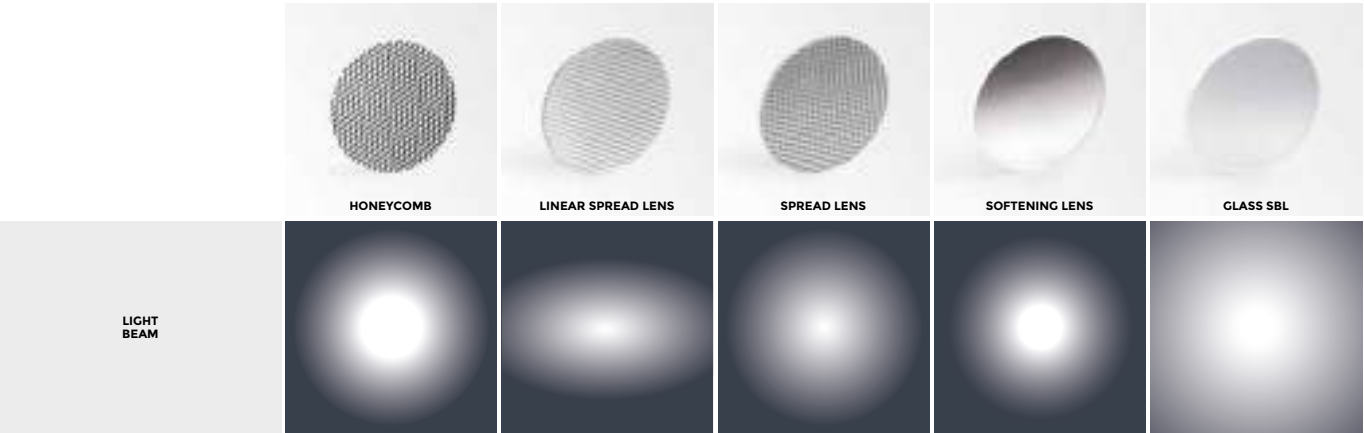 HONEYCOMB
LINEAR SPREAD LENS
SPREAD LENS
SOFTENING LENS
GLASS SBL
LIGHT
BEAM